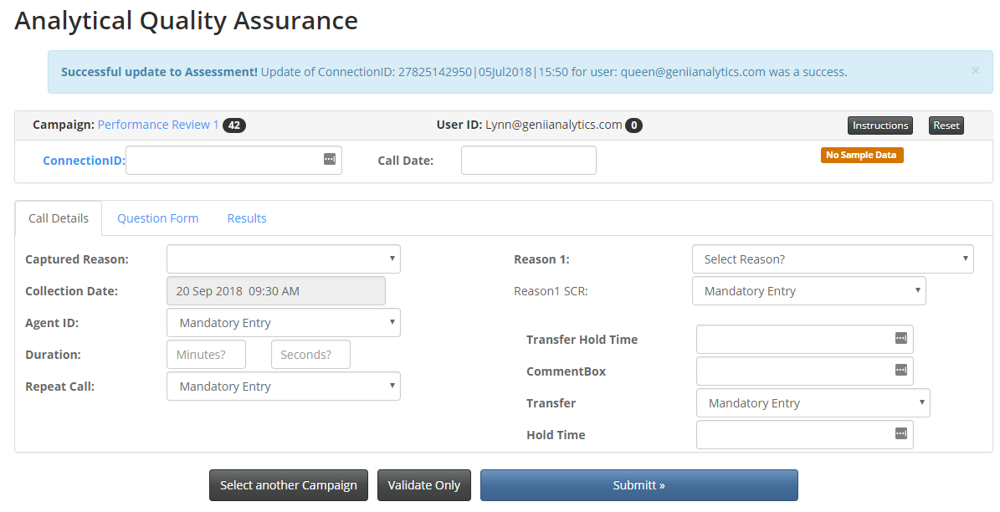 Analytical Quality Assurance
Successful update to Assessment! Update of ConnectionID: 27825142950|05Jul2018|15:50 for user: queen@geniianalytics.com was a success. ×
Campaign: Performance Review 1 42 User ID: Lynn@geniianalytics.com 0 Instructions Reset
ConnectionID: Call Date: No Sample Data
Call Details Question Form Results
Captured Reason: Reason 1: Select Reason?
Collection Date: 20 Sep 2018 09:30 AM Reason1 SCR: Mandatory Entry
Agent ID: Mandatory Entry
Transfer Hold Time
Duration: Minutes? Seconds?
CommentBox
Repeat Call: Mandatory Entry
Transfer Mandatory Entry
Hold Time
Select another Campaign Validate Only Submitt »